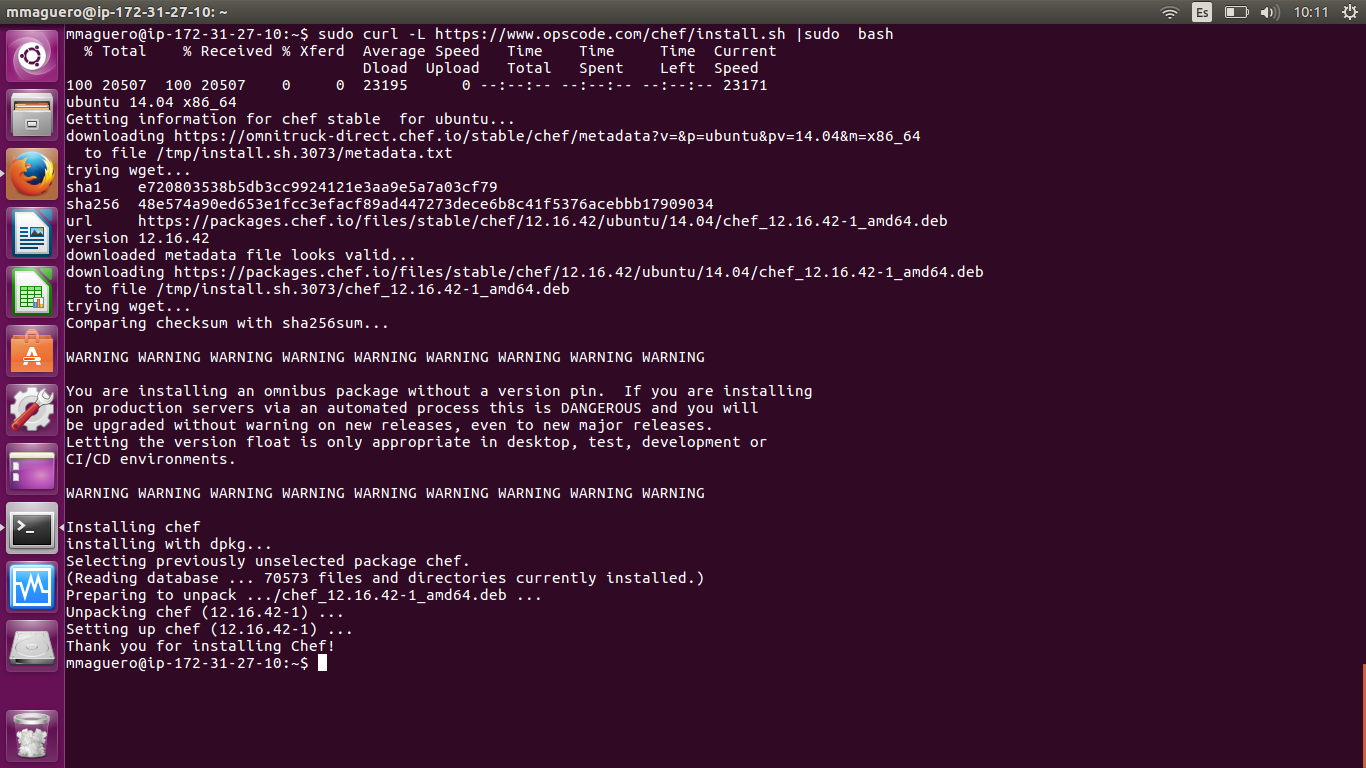 mmaguero@ip-172-31-27-10: ~
Es
10:11
mmaguero@ip-172-31-27-10:~$ sudo curl -L https://www.opscode.com/chef/install.sh |sudo  bash
  % Total    % Received % Xferd  Average Speed   Time    Time     Time  Current
                                 Dload  Upload   Total   Spent    Left  Speed
100 20507  100 20507    0     0  23195      0 --:--:-- --:--:-- --:--:-- 23171
ubuntu 14.04 x86_64
Getting information for chef stable  for ubuntu...
downloading https://omnitruck-direct.chef.io/stable/chef/metadata?v=&p=ubuntu&pv=14.04&m=x86_64
  to file /tmp/install.sh.3073/metadata.txt
trying wget...
sha1    e720803538b5db3cc9924121e3aa9e5a7a03cf79
sha256  48e574a90ed653e1fcc3efacf89ad447273dece6b8c41f5376acebbb17909034
url     https://packages.chef.io/files/stable/chef/12.16.42/ubuntu/14.04/chef_12.16.42-1_amd64.deb
version 12.16.42
downloaded metadata file looks valid...
downloading https://packages.chef.io/files/stable/chef/12.16.42/ubuntu/14.04/chef_12.16.42-1_amd64.deb
  to file /tmp/install.sh.3073/chef_12.16.42-1_amd64.deb
trying wget...
Comparing checksum with sha256sum...
WARNING WARNING WARNING WARNING WARNING WARNING WARNING WARNING WARNING
You are installing an omnibus package without a version pin.  If you are installing
on production servers via an automated process this is DANGEROUS and you will
be upgraded without warning on new releases, even to new major releases.
Letting the version float is only appropriate in desktop, test, development or
CI/CD environments.
WARNING WARNING WARNING WARNING WARNING WARNING WARNING WARNING WARNING
Installing chef
installing with dpkg...
Selecting previously unselected package chef.
(Reading database ... 70573 files and directories currently installed.)
Preparing to unpack .../chef_12.16.42-1_amd64.deb ...
Unpacking chef (12.16.42-1) ...
Setting up chef (12.16.42-1) ...
Thank you for installing Chef!
mmaguero@ip-172-31-27-10:~$